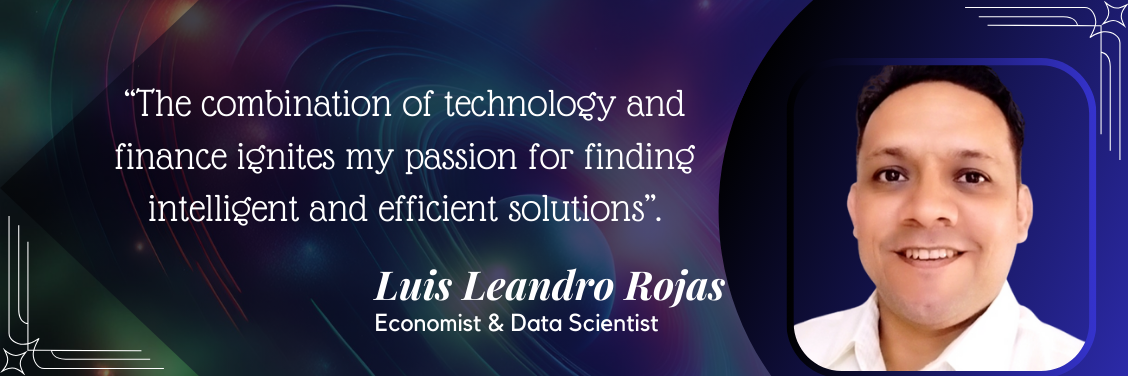 “The combination of technology and
finance ignites my passion for finding
intelligent and efficient solutions”.
Luis Leandro Rojas
Economist & Data Scientist